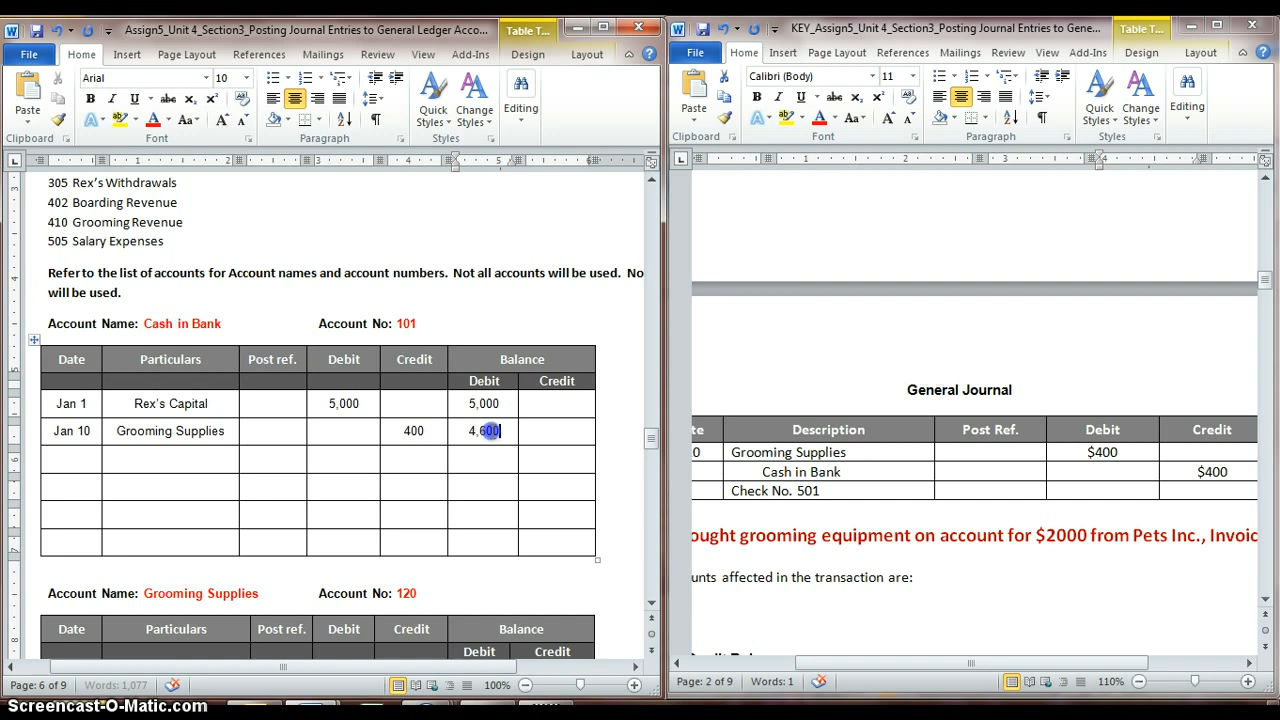 Assign5_Unit 4_Section3_Posting Journal Entries to General Ledger Acco...
Table T...
File Home Insert Page Layout References Mailings Review View Add-Ins Design Layout
Arial 10
Paste
Quick Styles
Change Styles
Editing
Clipboard Font Paragraph Styles
305 Rex's Withdrawals
402 Boarding Revenue
410 Grooming Revenue
505 Salary Expenses
Refer to the list of accounts for Account names and account numbers. Not all accounts will be used. No
will be used.
Account Name: Cash in Bank Account No: 101
Date Particulars Post ref. Debit Credit Balance
Debit Credit
Jan 1 Rex's Capital 5,000 5,000
Jan 10 Grooming Supplies 400 4,600
Account Name: Grooming Supplies Account No: 120
Date Particulars Post ref. Debit Credit Balance
Debit Credit
Page: 6 of 9 Words: 1,077 100%
Screencast-O-Matic.com
KEY_Assign5_Unit 4_Section3_Posting Journal Entries to Gene...
Table T...
File Home Insert Page Layout References Mailings Review View Add-Ins Design Layout
Calibri (Body) 11
Paste
Quick Styles
Change Styles
Editing
Clipboard Font Paragraph Styles
General Journal
te Description Post Ref. Debit Credit
0 Grooming Supplies $400
Cash in Bank $400
Check No. 501
ought grooming equipment on account for $2000 from Pets Inc., Invoic
unts affected in the transaction are:
Page: 2 of 9 Words: 1 110%